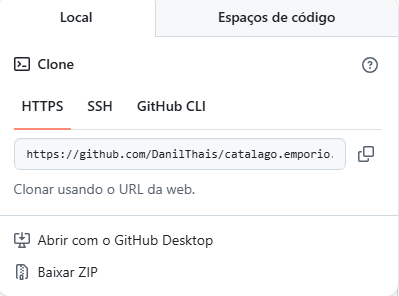 Local Espaços de código
Clone
HTTPS SSH GitHub CLI
https://github.com/DanilThais/catalago.emporio.
Clonar usando o URL da web.
Abrir com o GitHub Desktop
Baixar ZIP